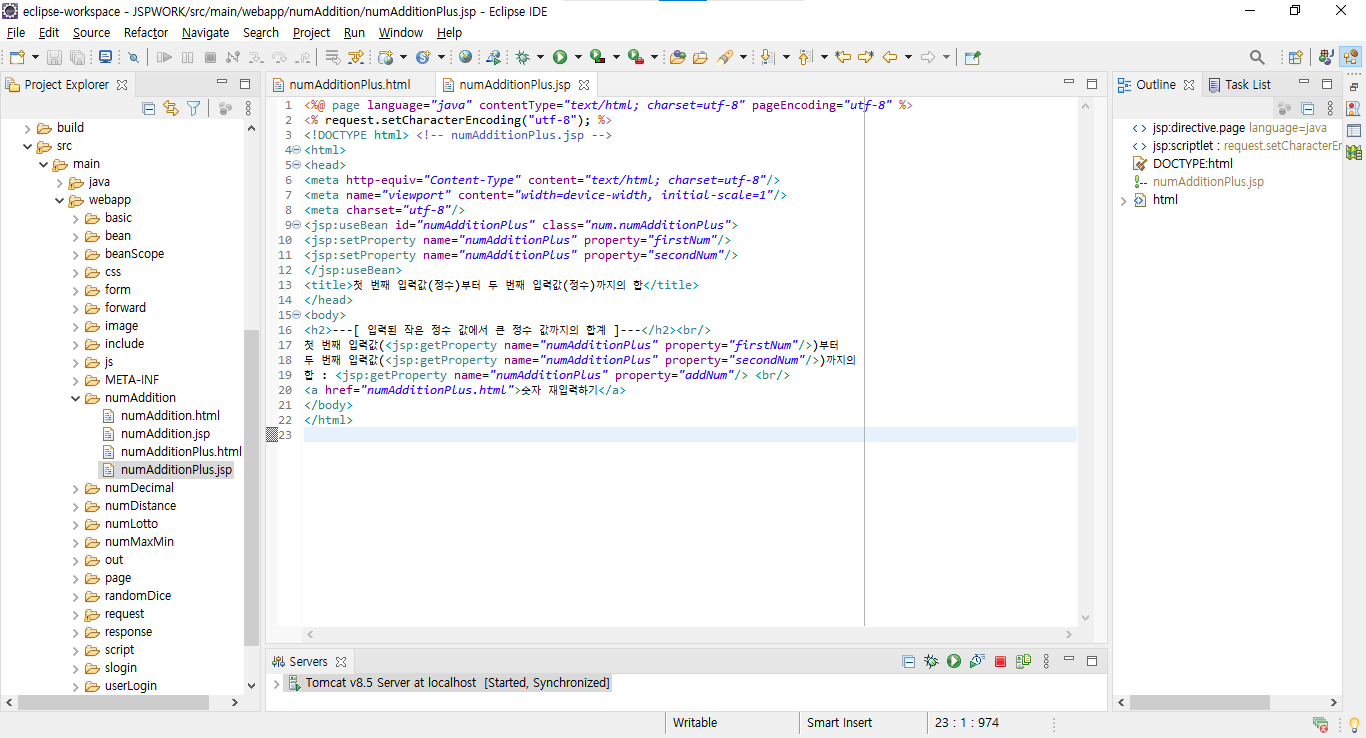 eclipse-workspace - JSPWORK/src/main/webapp/numAddition/numAdditionPlus.jsp - Eclipse IDE
File Edit Source Refactor Navigate Search Project Run Window Help
Project Explorer
build
src
main
java
webapp
basic
bean
beanScope
css
form
forward
image
include
js
META-INF
numAddition
numAddition.html
numAddition.jsp
numAdditionPlus.html
numAdditionPlus.jsp
numDecimal
numDistance
numLotto
numMaxMin
out
page
randomDice
request
response
script
slogin
userLogin
numAdditionPlus.html numAdditionPlus.jsp
1 <%@ page language="java" contentType="text/html; charset=utf-8" pageEncoding="utf-8" %>
2 <% request.setCharacterEncoding("utf-8"); %>
3 <!DOCTYPE html> <!-- numAdditionPlus.jsp -->
4 <html>
5 <head>
6 <meta http-equiv="Content-Type" content="text/html; charset=utf-8"/>
7 <meta name="viewport" content="width=device-width, initial-scale=1"/>
8 <meta charset="utf-8"/>
9 <jsp:useBean id="numAdditionPlus" class="num.numAdditionPlus">
10 <jsp:setProperty name="numAdditionPlus" property="firstNum"/>
11 <jsp:setProperty name="numAdditionPlus" property="secondNum"/>
12 </jsp:useBean>
13 <title>첫 번째 입력값(정수)부터 두 번째 입력값(정수)까지의 합</title>
14 </head>
15 <body>
16 <h2>---[ 입력된 작은 정수 값에서 큰 정수 값까지의 합계 ]---</h2><br/>
17 첫 번째 입력값(<jsp:getProperty name="numAdditionPlus" property="firstNum"/>)부터
18 두 번째 입력값(<jsp:getProperty name="numAdditionPlus" property="secondNum"/>)까지의
19 합 : <jsp:getProperty name="numAdditionPlus" property="addNum"/> <br/>
20 <a href="numAdditionPlus.html">숫자 재입력하기</a>
21 </body>
22 </html>
23
Servers
Tomcat v8.5 Server at localhost [Started, Synchronized]
Outline Task List
jsp:directive.page language=java
jsp:scriptlet : request.setCharacterEr
DOCTYPE:html
numAdditionPlus.jsp
html
Writable Smart Insert 23 : 1 : 974